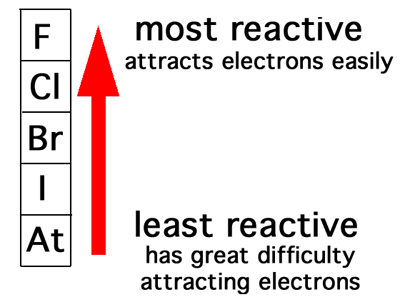 F
most reactive
attracts electrons easily
Cl
Br
I
At
least reactive
has great difficulty
attracting electrons